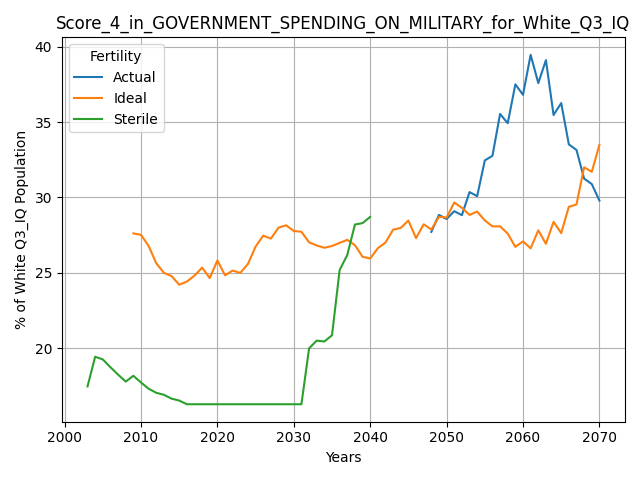 Score_4_in_GOVERNMENT_SPENDING_ON_MILITARY_for_White_Q3_IQ
Fertility
Actual
Ideal
Sterile
% of White Q3_IQ Population
40
35
30
25
20
2000 2010 2020 2030 2040 2050 2060 2070
Years